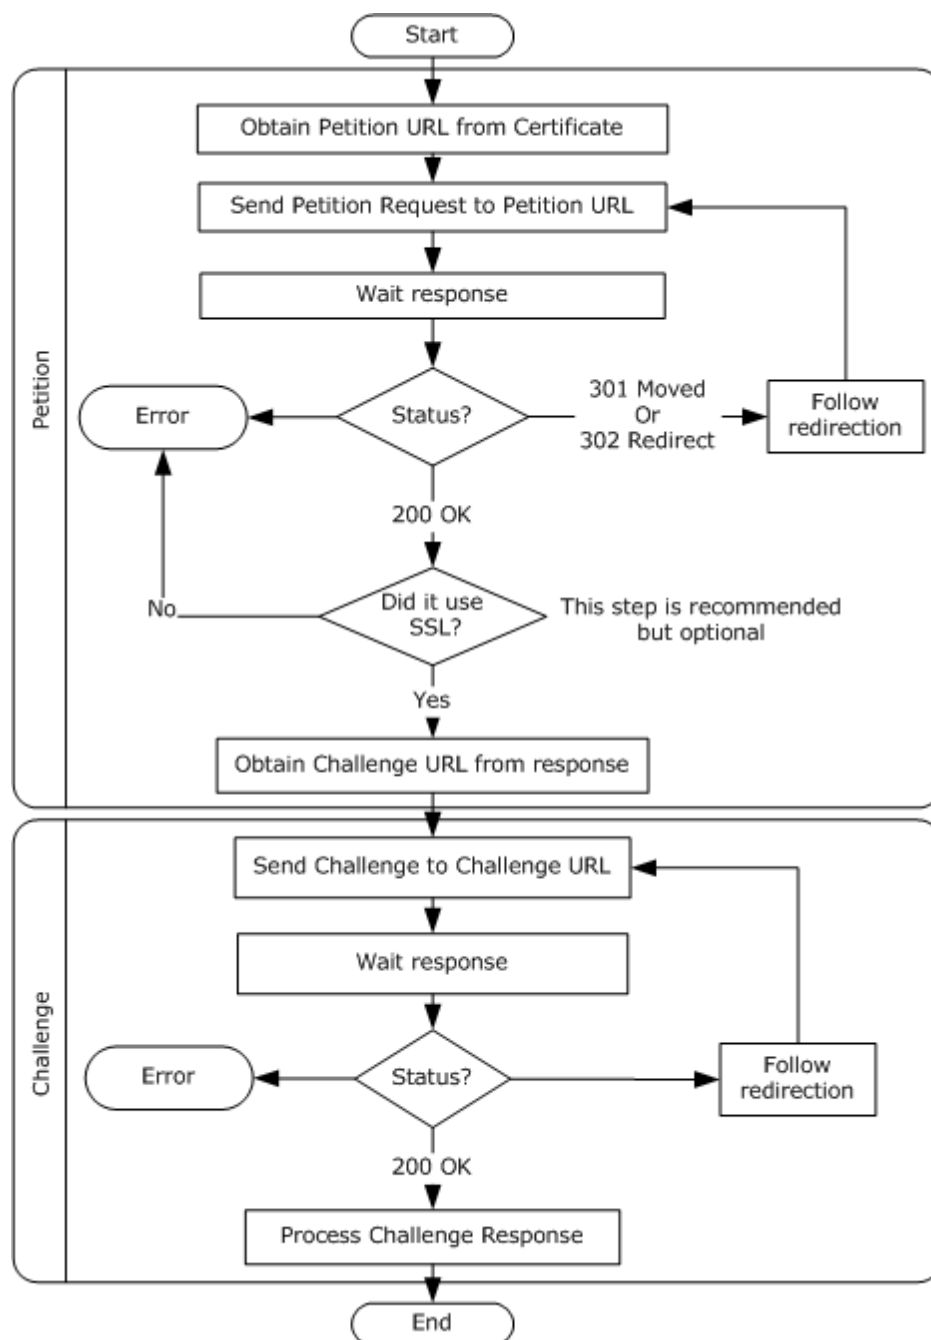 Start
Petition
Obtain Petition URL from Certificate
Send Petition Request to Petition URL
Wait response
Error
Status?
301 Moved
Or
302 Redirect
Follow
redirection
200 OK
No
Did it use
SSL?
This step is recommended
but optional
Yes
Obtain Challenge URL from response
Challenge
Send Challenge to Challenge URL
Wait response
Error
Status?
Follow
redirection
200 OK
Process Challenge Response
End